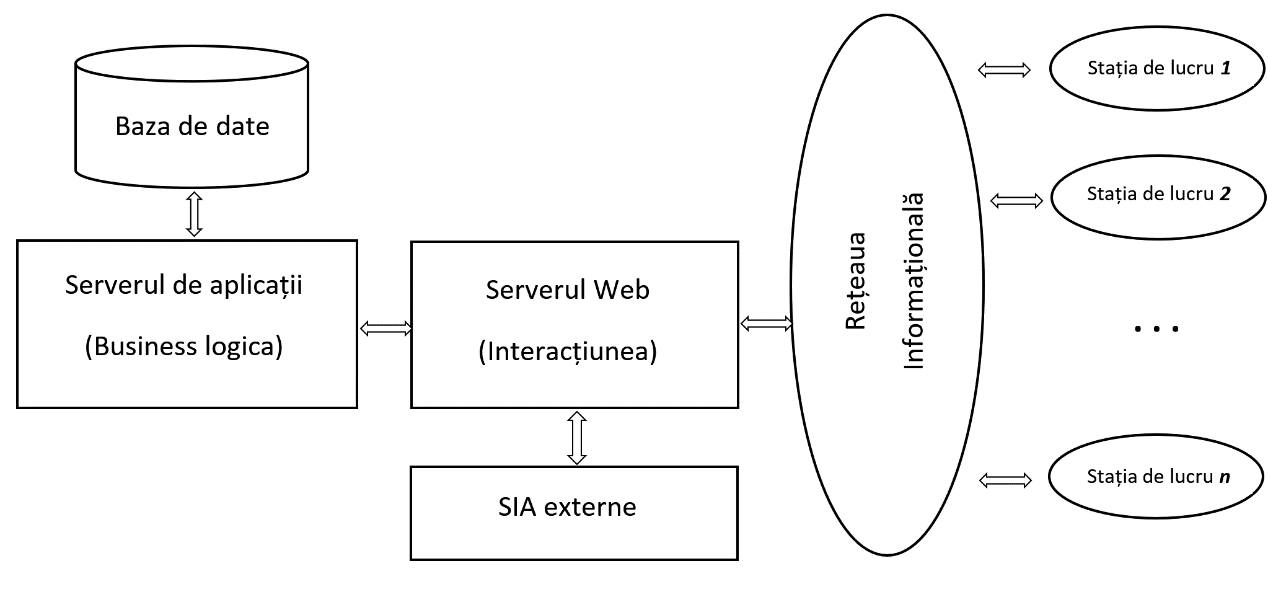 Baza de date
Serverul de aplicații
(Business logica)
Serverul Web
(Interacțiunea)
SIA externe
Rețeaua
Informațională
Stația de lucru 1
Stația de lucru 2
...
Stația de lucru n